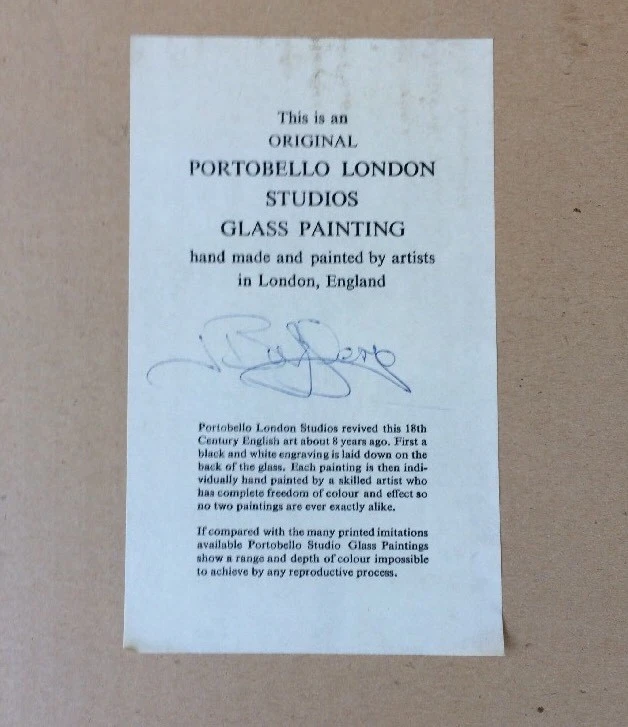 This is an
ORIGINAL
PORTOBELLO LONDON
STUDIOS
GLASS PAINTING
hand made and painted by artists
in London, England
Portobello London Studios revived this 18th
Century English art about 8 years ago. First a
black and white engraving is laid down on the
back of the glass. Each painting is then indi-
vidually hand painted by a skilled artist who
has complete freedom of colour and effect so
no two paintings are ever exactly alike.
If compared with the many printed imitations
available Portobello Studio Glass Paintings
show a range and depth of colour impossible
to achieve by any reproductive process.